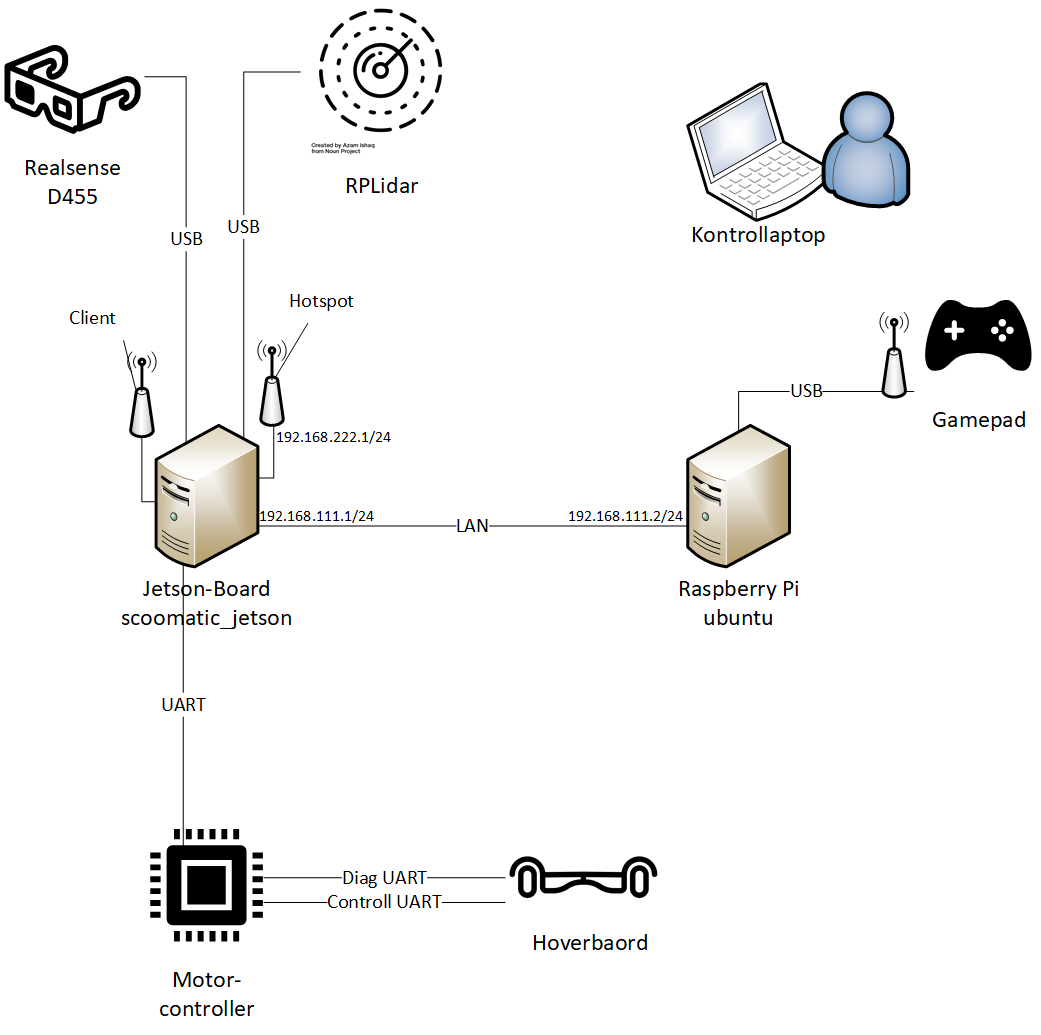 Created by Azam Ishaq
from Noun Project
Realsense
D455
RPLidar
Kontrollaptop
USB
USB
Client
Hotspot
USB
Gamepad
192.168.222.1/24
192.168.111.1/24
LAN
192.168.111.2/24
Jetson-Board
scoomatic_jetson
Raspberry Pi
ubuntu
UART
Diag UART
Controll UART
Hoverbaord
Motor-
controller